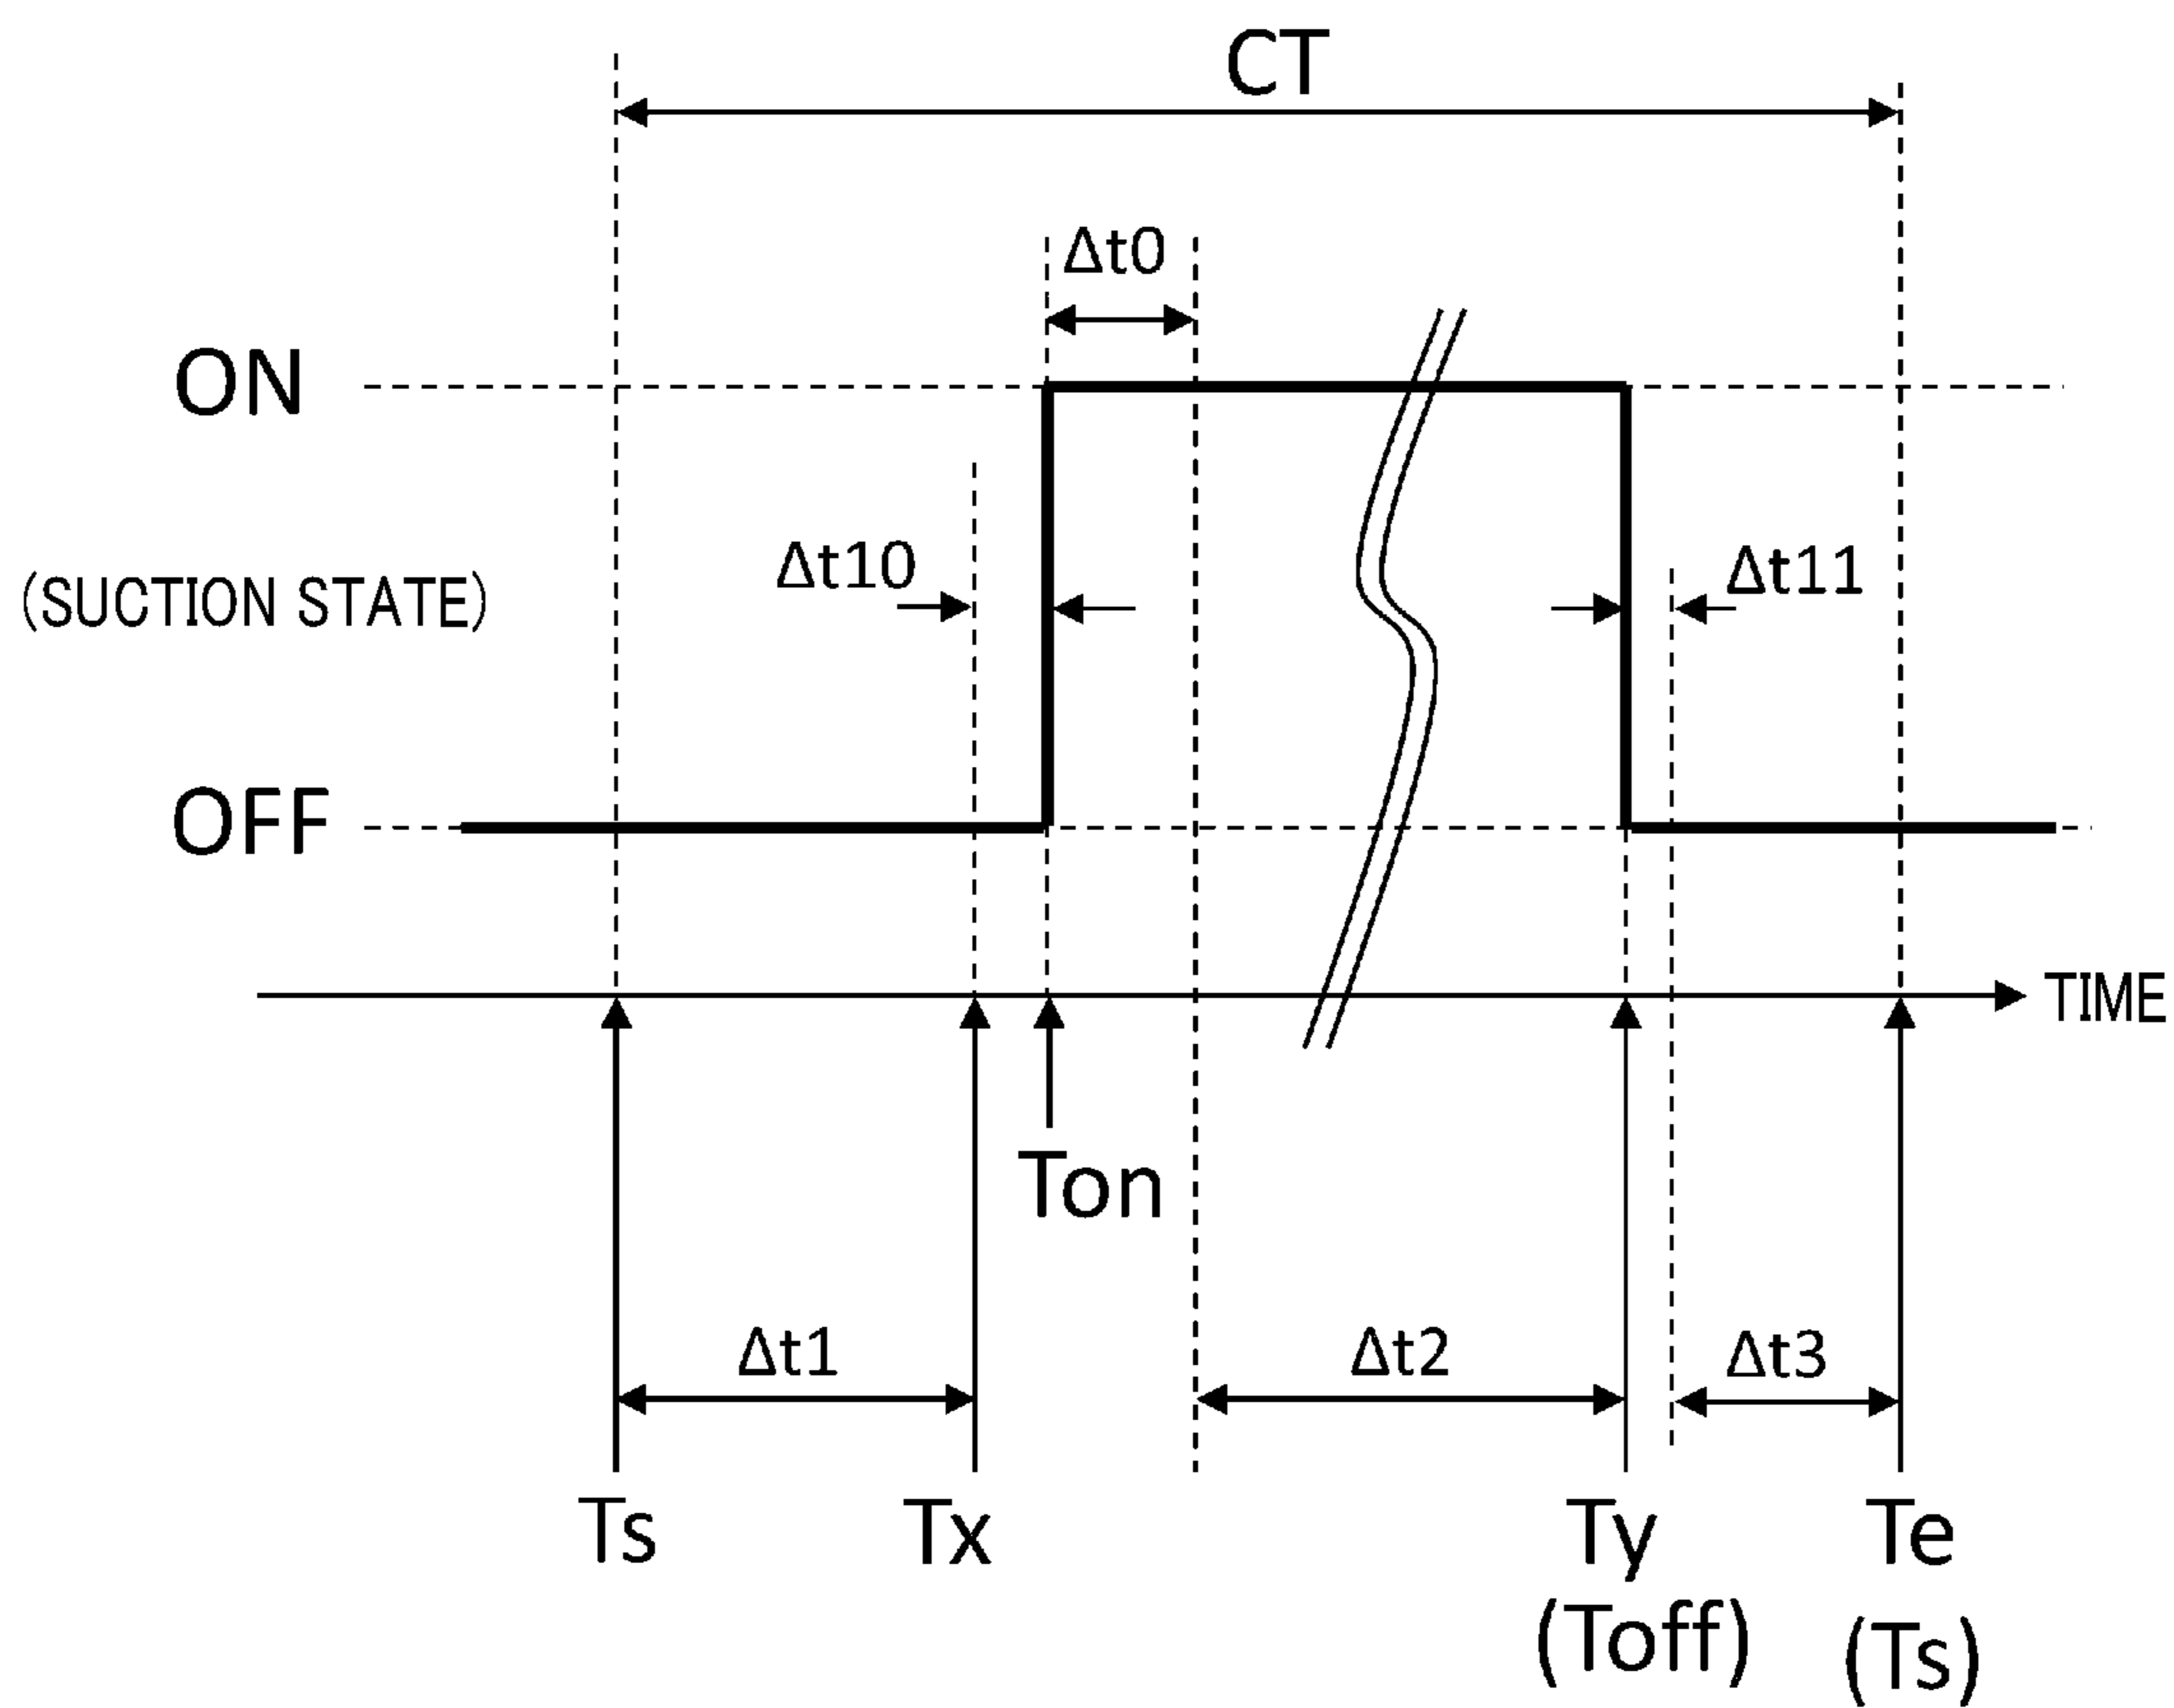 CT
Δt0
ON
Δt10
Δt11
(SUCTION STATE)
OFF
TIME
Ton
Δt1
Δt2
Δt3
Ts
Tx
Ty
Te
(Toff)
(Ts)